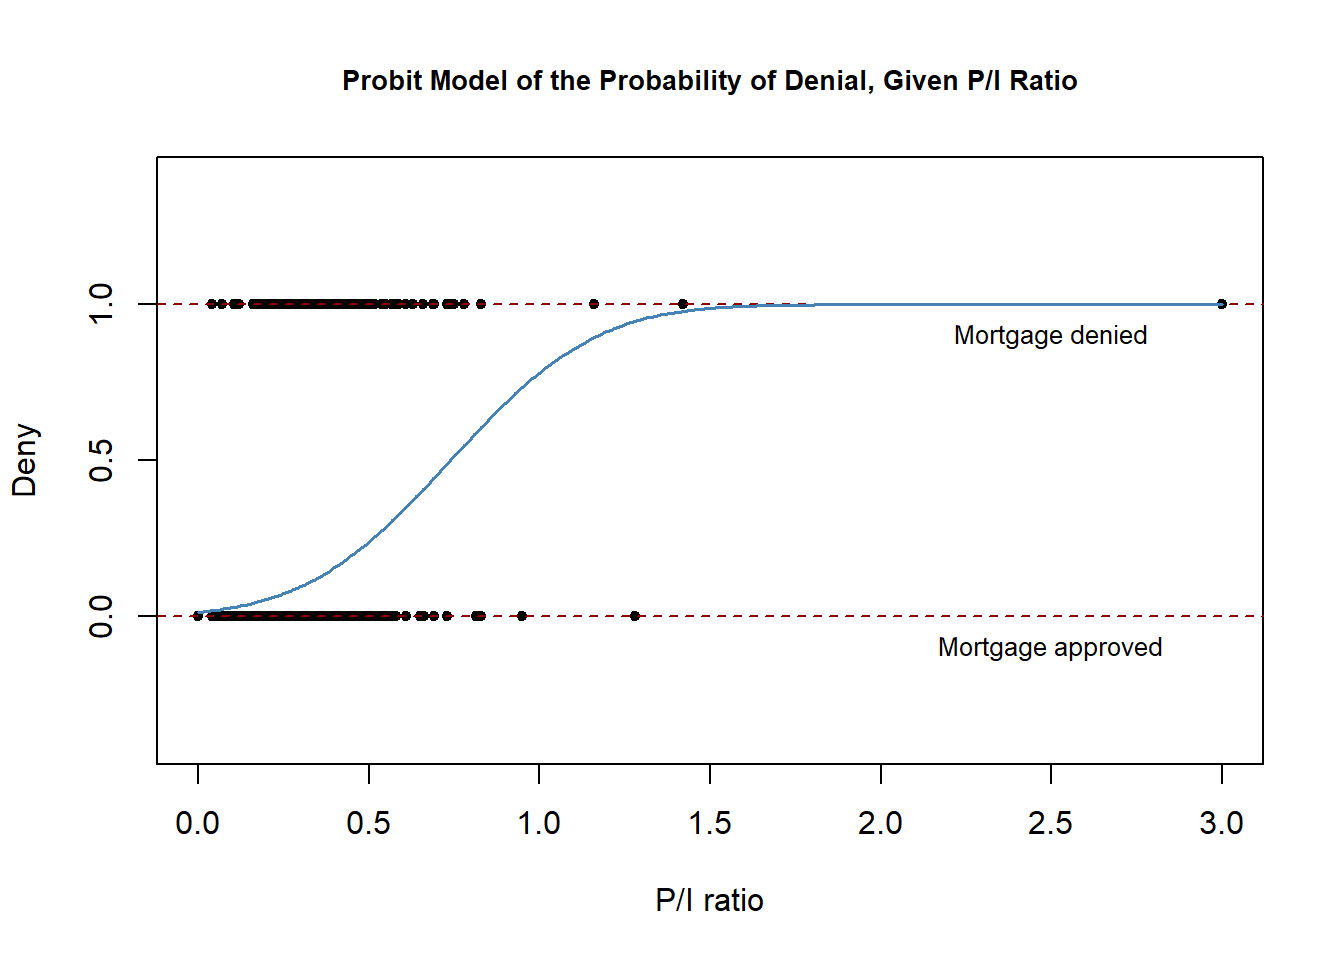 Probit Model of the Probability of Denial, Given P/I Ratio
Deny
1.0
0.5
0.0
Mortgage denied
Mortgage approved
0.0 0.5 1.0 1.5 2.0 2.5 3.0
P/I ratio